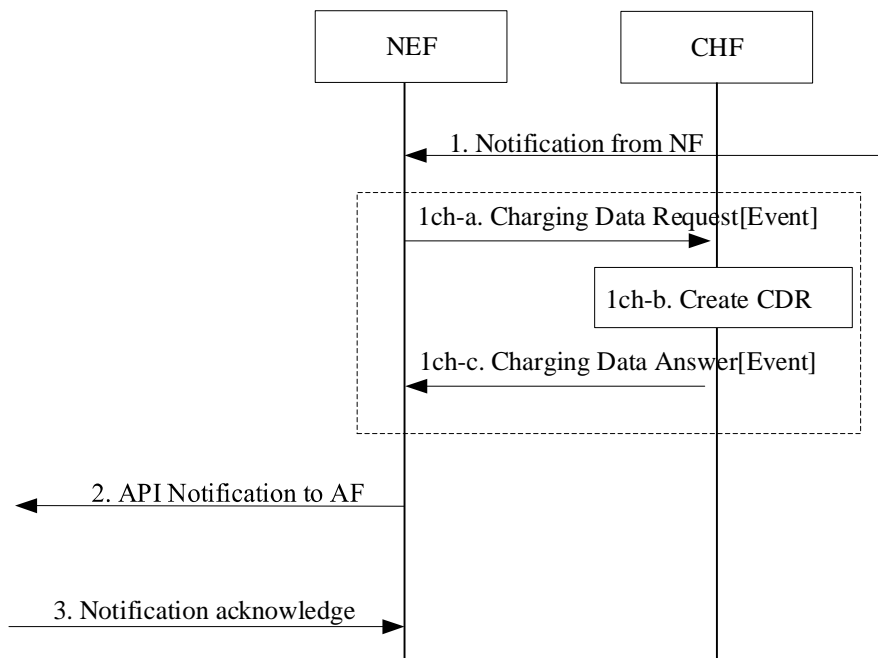 NEF
CHF
1. Notification from NF
1ch-a. Charging Data Request[Event]
1ch-b. Create CDR
1ch-c. Charging Data Answer[Event]
2. API Notification to AF
3. Notification acknowledge